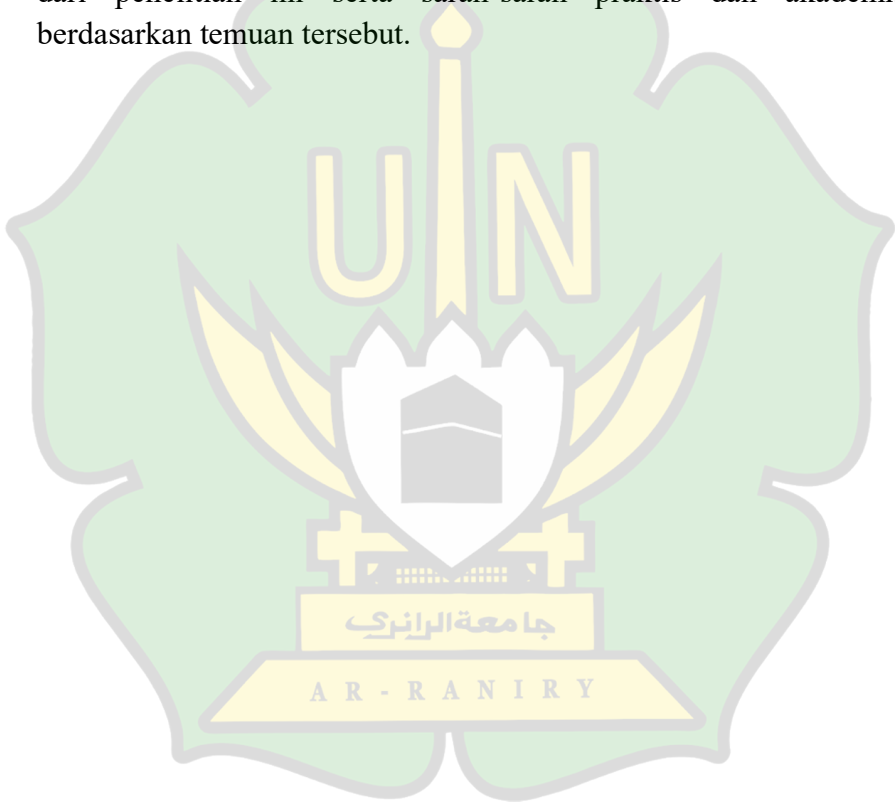 dari penelitian ini serta saran-saran praktis dan
berdasarkan temuan tersebut.
UIN
جامعةالرانري
AR-RANIRY